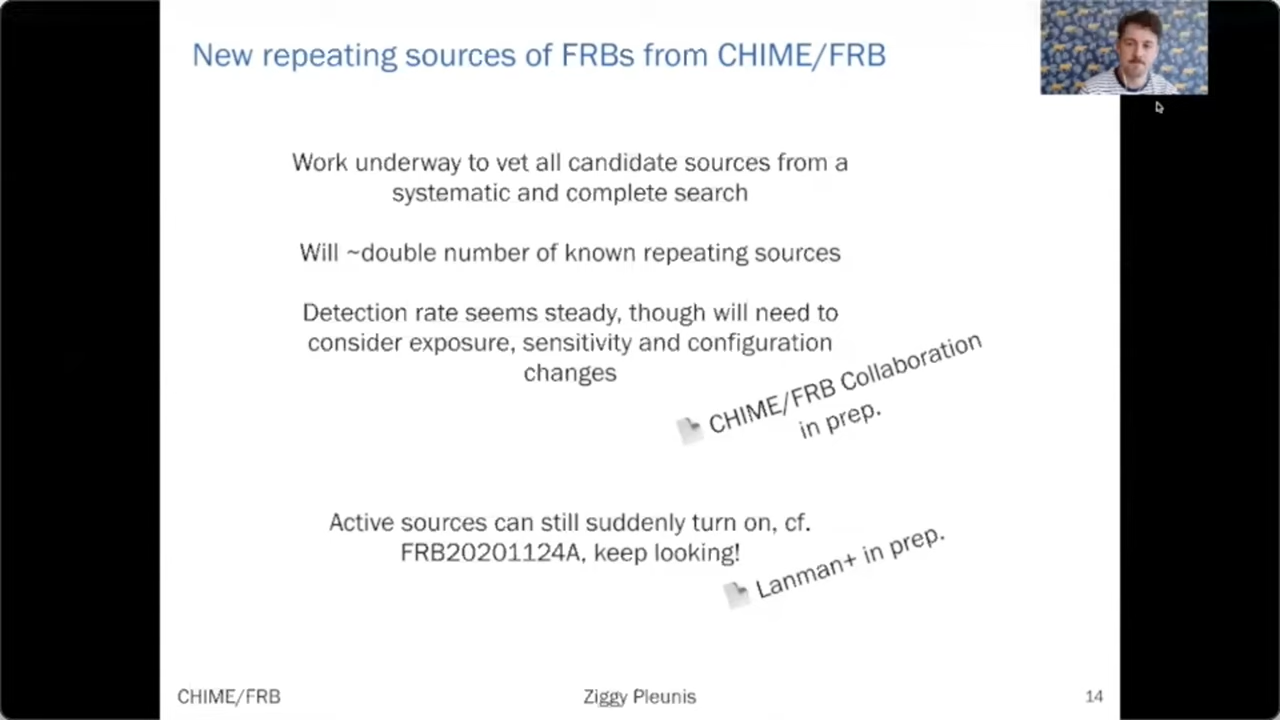 New repeating sources of FRBs from CHIME/FRB
Work underway to vet all candidate sources from a
systematic and complete search
Will ~double number of known repeating sources
Detection rate seems steady, though will need to
consider exposure, sensitivity and configuration
changes
CHIME/FRB Collaboration
in prep.
Active sources can still suddenly turn on, cf.
FRB20201124A, keep looking!
Lanman+ in prep.
CHIME/FRB
Ziggy Pleunis
14